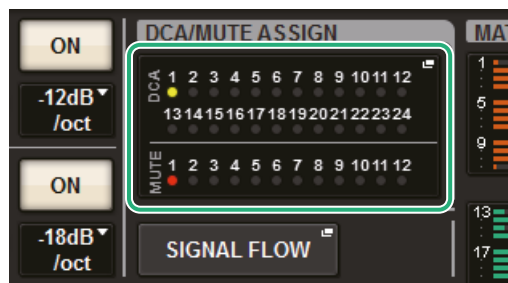 ON
-12dB
/oct
ON
-18dB
/oct
DCA/MUTE ASSIGN
DCA
1 2 3 4 5 6 7 8 9 10 11 12
13 14 15 16 17 18 19 20 21 22 23 24
MUTE
1 2 3 4 5 6 7 8 9 10 11 12
SIGNAL FLOW
MAT
1
5
9
13
17